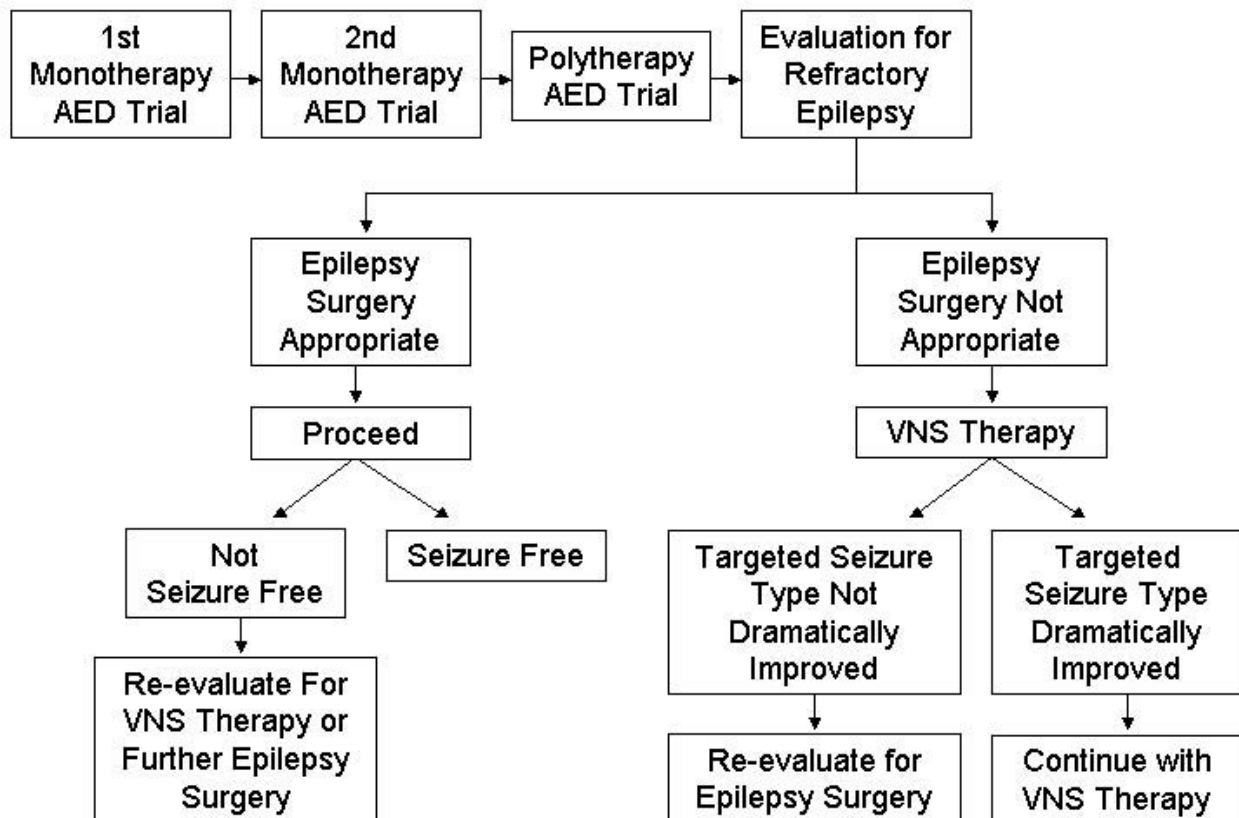 1st
Monotherapy
AED Trial
2nd
Monotherapy
AED Trial
Polytherapy
AED Trial
Evaluation for
Refractory
Epilepsy
Epilepsy
Surgery
Appropriate
Epilepsy
Surgery Not
Appropriate
Proceed
VNS Therapy
Not
Seizure Free
Seizure Free
Targeted Seizure
Type Not
Dramatically
Improved
Targeted
Seizure Type
Dramatically
Improved
Re-evaluate For
VNS Therapy or
Further Epilepsy
Surgery
Re-evaluate for
Epilepsy Surgery
Continue with
VNS Therapy